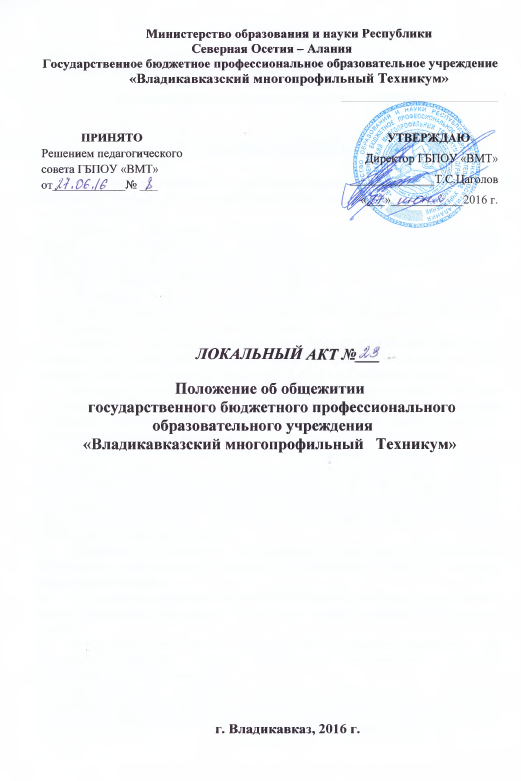 Министерство образования и науки Республики
Северная Осетия – Алания
Государственное бюджетное профессиональное образовательное учреждение
«Владикавказский многопрофильный Техникум»
ПРИНЯТО
Решением педагогического
совета ГБПОУ «ВМТ»
от 27.06.16 № 8
УТВЕРЖДАЮ
Директор ГБПОУ «ВМТ»
Т.С.Цаголов
«27» июня 2016 г.
ЛОКАЛЬНЫЙ АКТ № 23
Положение об общежитии
государственного бюджетного профессионального
образовательного учреждения
«Владикавказский многопрофильный Техникум»
г. Владикавказ, 2016 г.